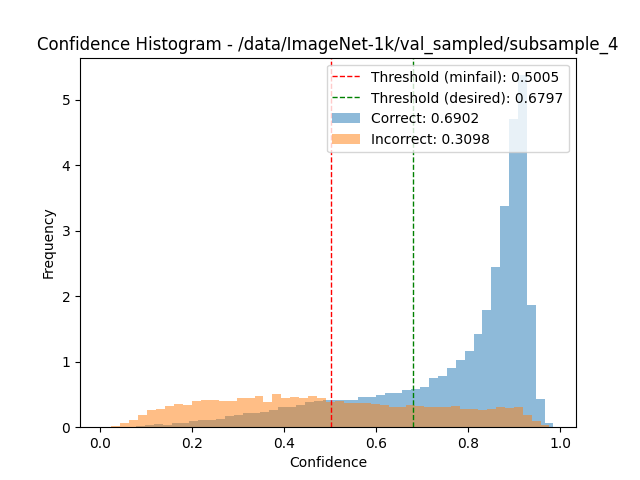 Confidence Histogram - /data/ImageNet-1k/val_sampled/subsample_4
Threshold (minfail): 0.5005
Threshold (desired): 0.6797
Correct: 0.6902
Incorrect: 0.3098
Frequency
5
4
3
2
1
0
0.0 0.2 0.4 0.6 0.8 1.0
Confidence